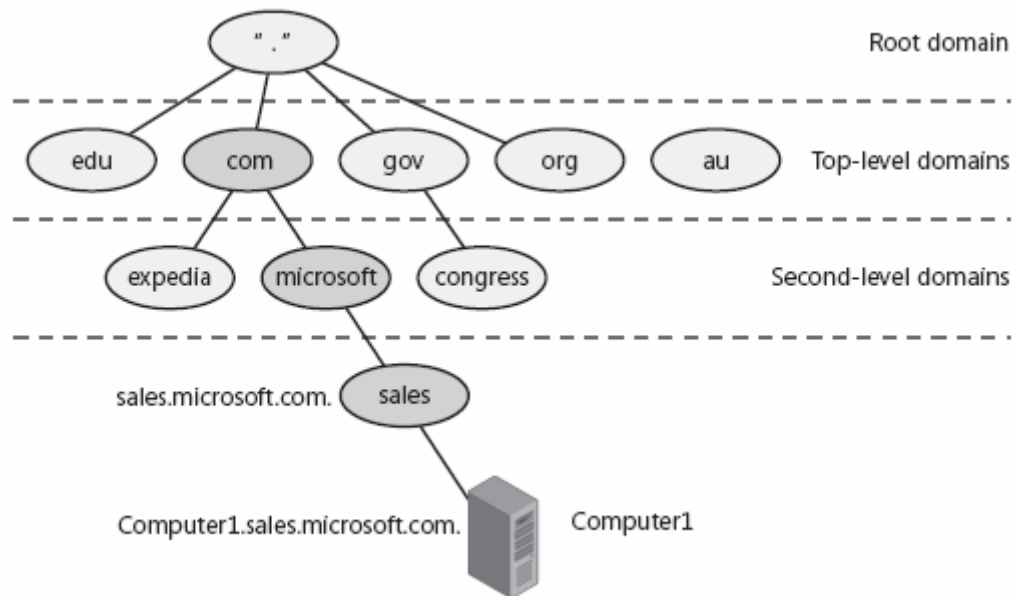 " . "
Root domain
edu
com
gov
org
au
Top-level domains
expedia
microsoft
congress
Second-level domains
sales.microsoft.com.
sales
Computer1.sales.microsoft.com.
Computer1